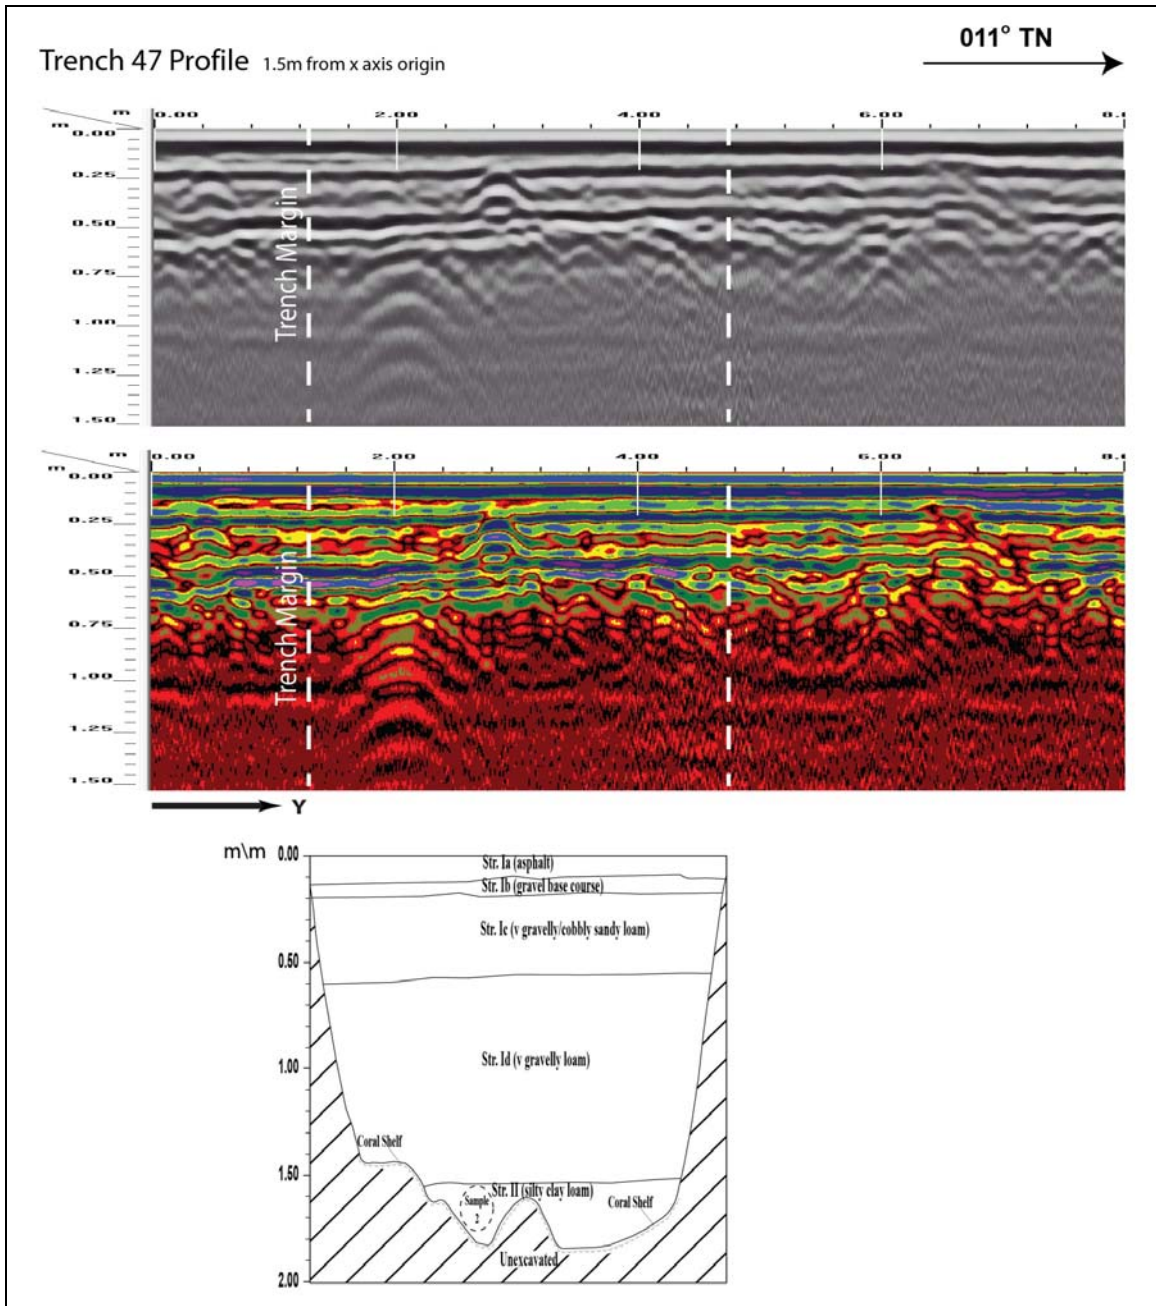 011° TN
Trench 47 Profile 1.5m from x axis origin
m 0.00 2.00 4.00 6.00 8.0
m 0.00
0.25
0.50
0.75
1.00
1.25
1.50
Trench Margin
m 0.00 2.00 4.00 6.00 8.0
m 0.00
0.25
0.50
0.75
1.00
1.25
1.50
Trench Margin
Y
m\m
0.00
Str. Ia (asphalt)
Str. Ib (gravel base course)
Str. Ic (v gravelly/cobbly sandy loam)
0.50
1.00
Str. Id (v gravelly loam)
Coral Shelf
1.50
Str. II (silty clay loam)
Sample
2
Coral Shelf
Unexcavated
2.00